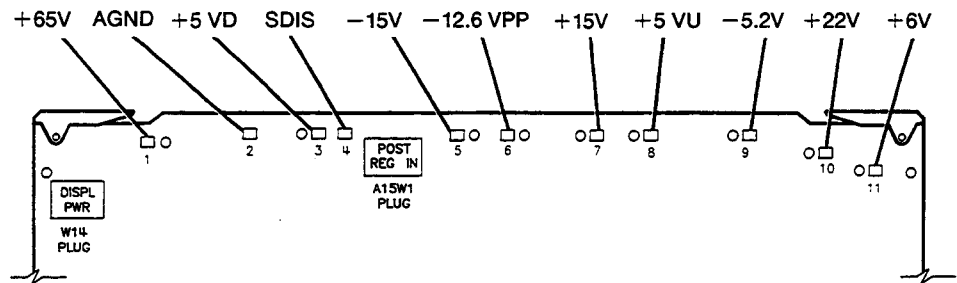 +65V AGND +5 VD SDIS −15V −12.6 VPP +15V +5 VU −5.2V +22V +6V
1 2 3 4 5 6 7 8 9 10 11
POST
REG IN
A15W1
PLUG
DISPL
PWR
W14
PLUG